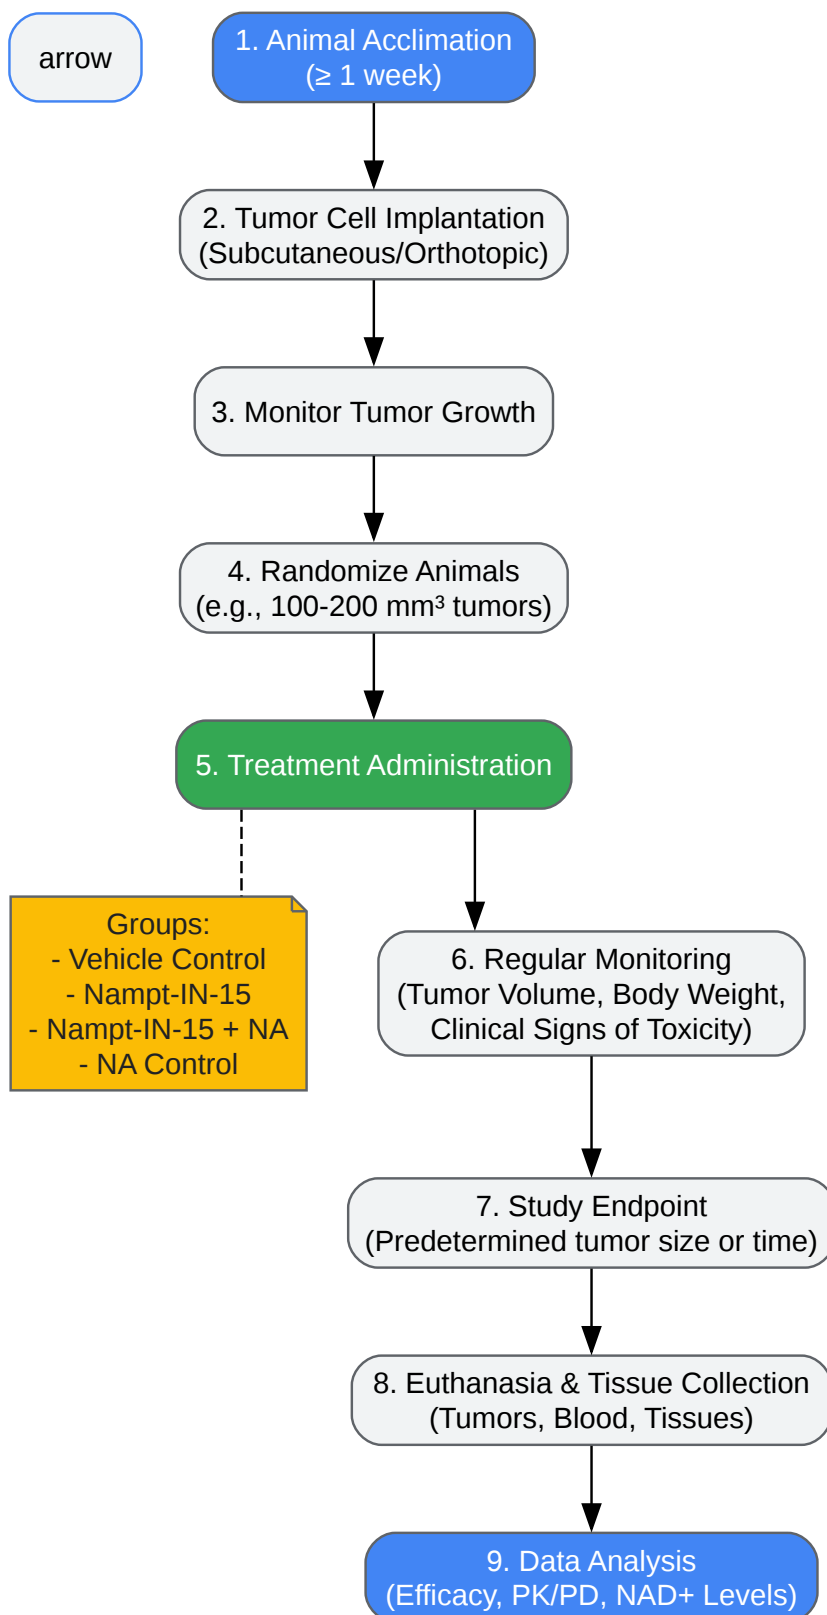 arrow
1. Animal Acclimation
(≥ 1 week)
2. Tumor Cell Implantation
(Subcutaneous/Orthotopic)
3. Monitor Tumor Growth
4. Randomize Animals
(e.g., 100-200 mm³ tumors)
5. Treatment Administration
Groups:
- Vehicle Control
- Nampt-IN-15
- Nampt-IN-15 + NA
- NA Control
6. Regular Monitoring
(Tumor Volume, Body Weight,
Clinical Signs of Toxicity)
7. Study Endpoint
(Predetermined tumor size or time)
8. Euthanasia & Tissue Collection
(Tumors, Blood, Tissues)
9. Data Analysis
(Efficacy, PK/PD, NAD+ Levels)